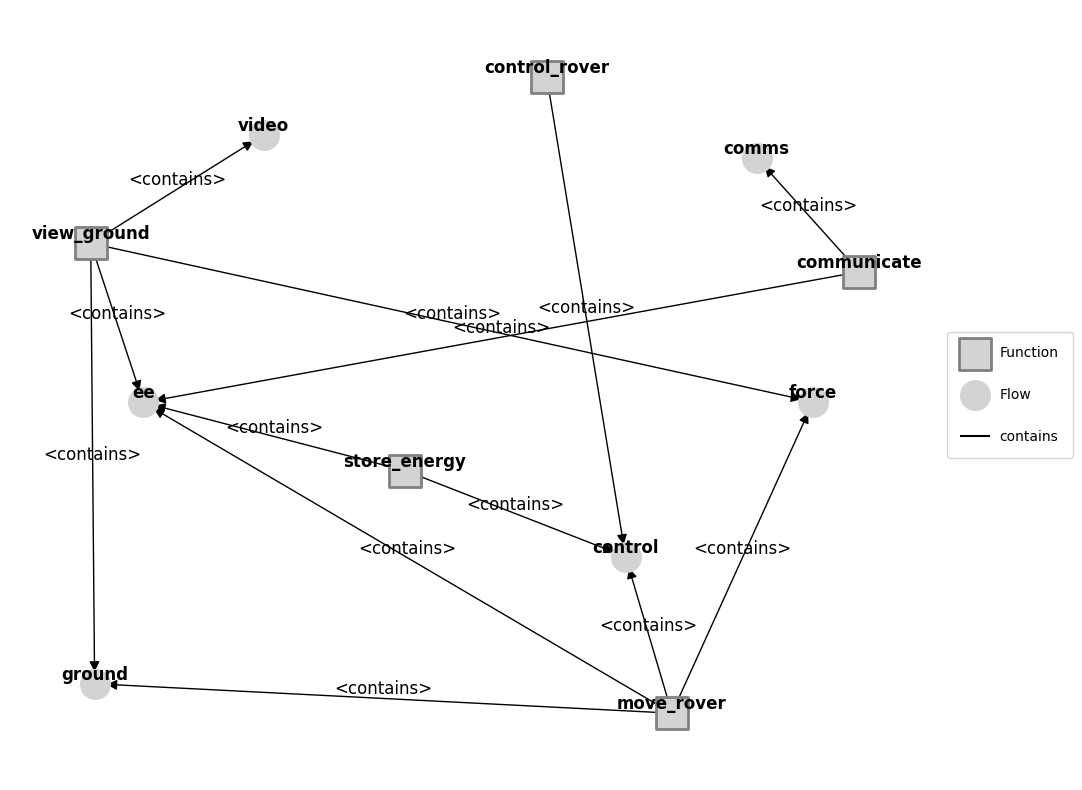 control_rover
video
comms
<contains>
<contains>
view_ground
communicate
<contains>
<contains>
<contains>
<contains>
Function
ee
force
Flow
<contains>
contains
<contains>
store_energy
<contains>
control
<contains>
<contains>
<contains>
ground
<contains>
move_rover